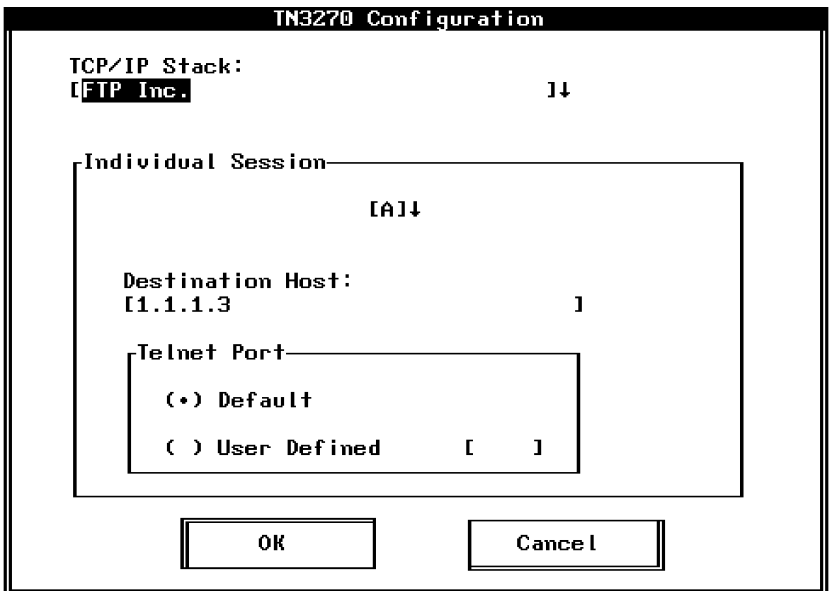 TN3270 Configuration
TCP/IP Stack:
[FTP Inc. ]↓
Individual Session
[A]↓
Destination Host:
[1.1.1.3 ]
Telnet Port
(•) Default
( ) User Defined [ ]
OK Cancel